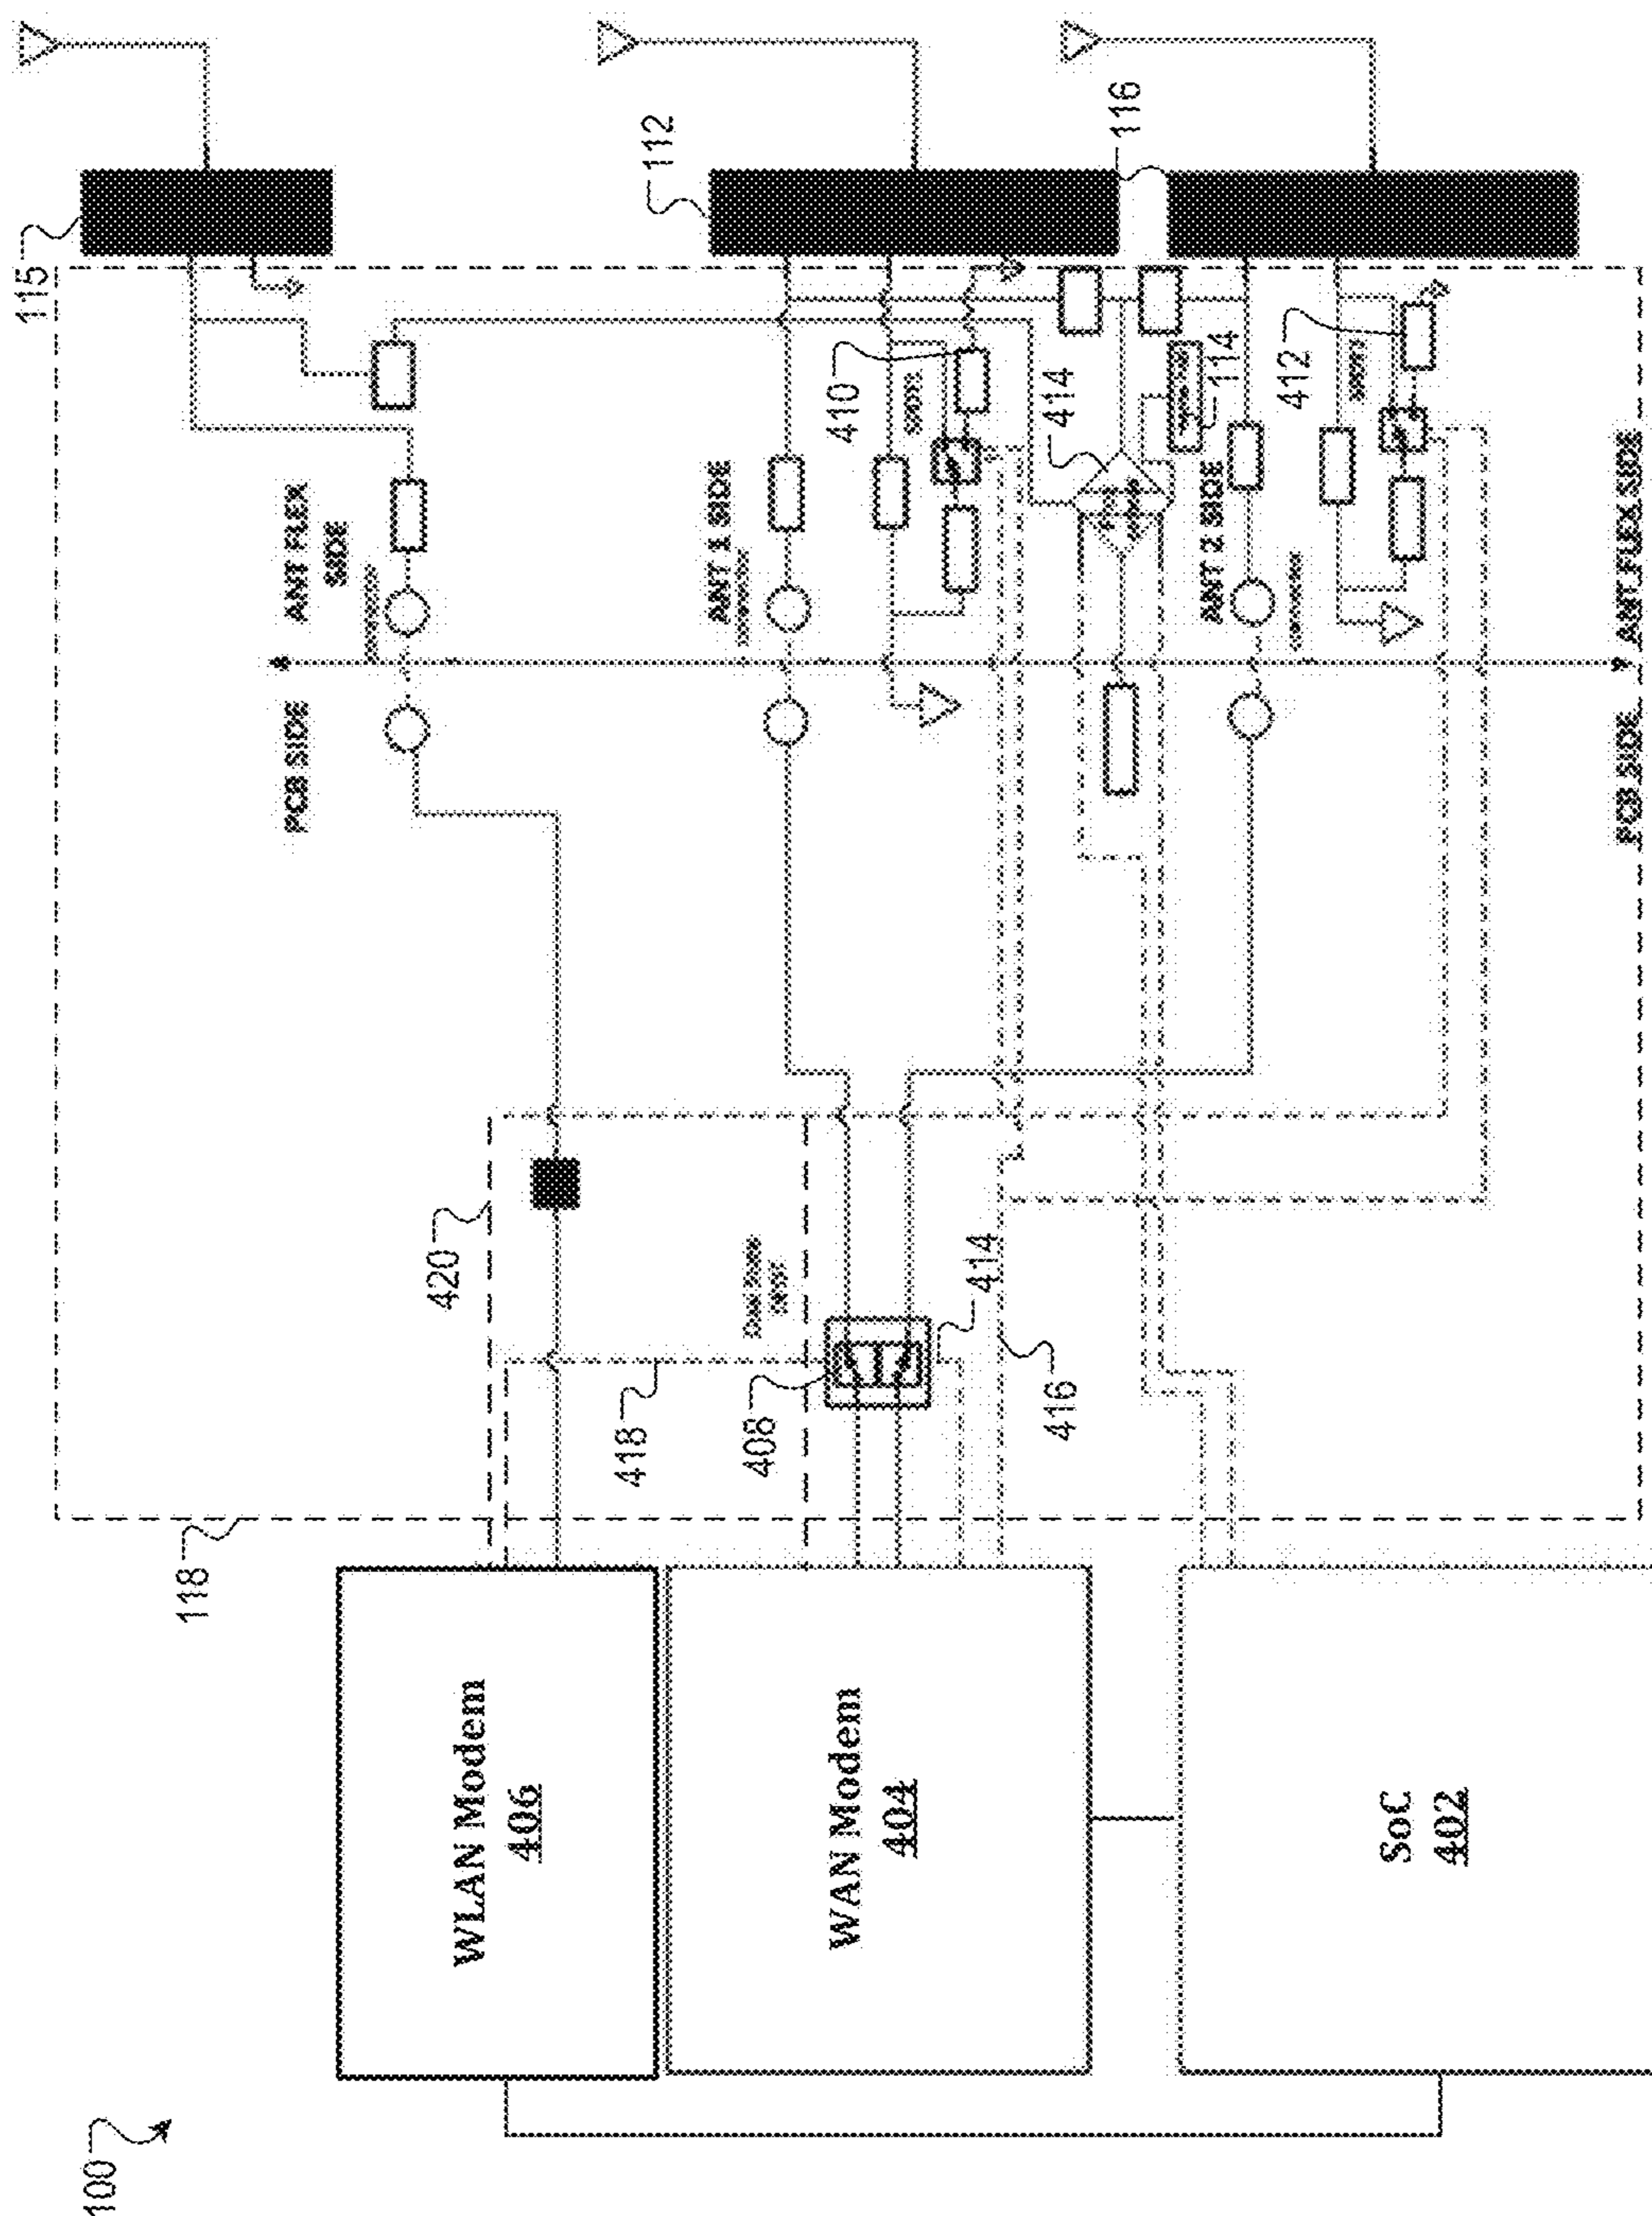 100
WLAN Modem
406
WAN Modem
404
SoC
402
118
420
418
408
414
416
PCB SIDE
ANT FLEX
SIDE
ANT 1 SIDE
ANT 2 SIDE
PCB SIDE
ANT FLEX SIDE
410
414
114
412
115
112
116